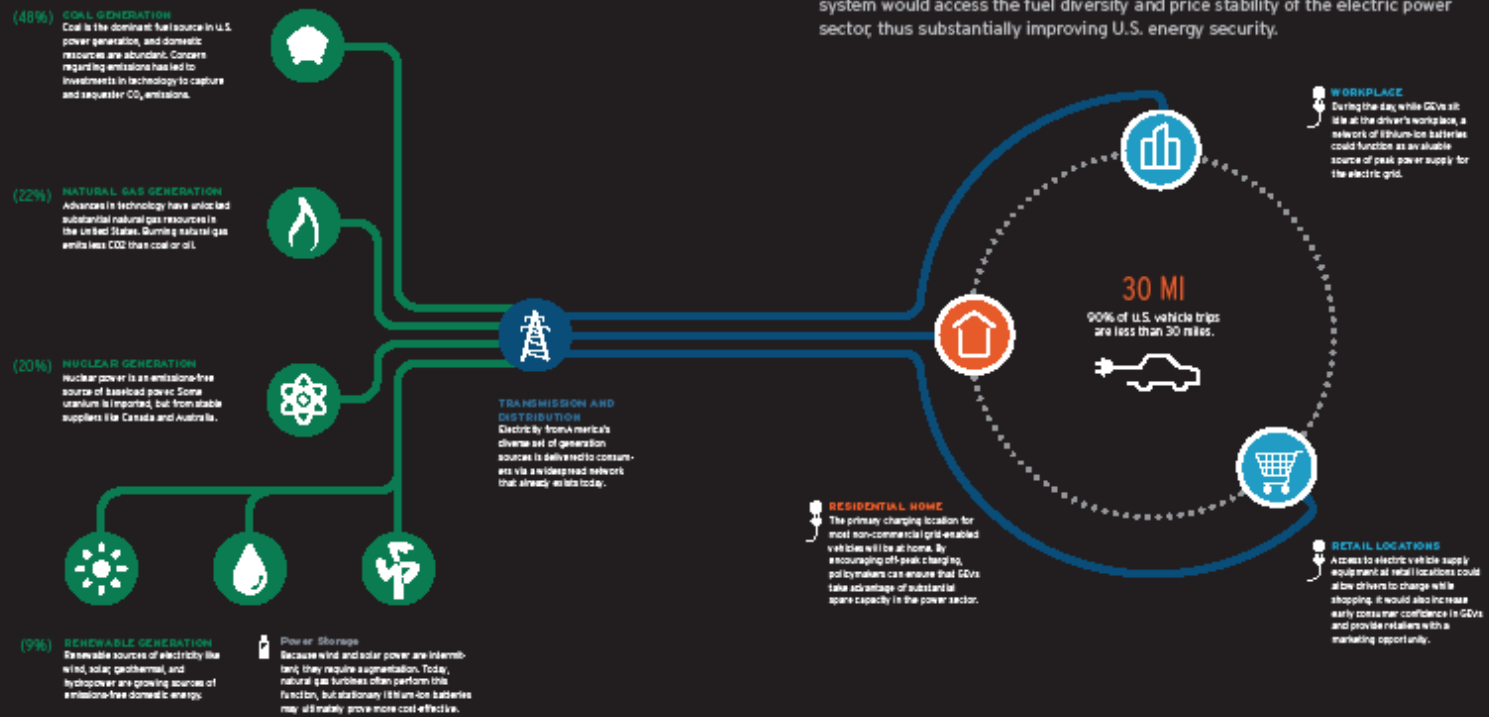 system would access the fuel diversity and price stability of the electric power
sector, thus substantially improving U.S. energy security.
(48%) COAL GENERATION
Coal is the dominant fuel source in U.S.
power generation, and domestic
resources are abundant. Concern
regarding emissions has led to
investments in technology to capture
and sequester CO₂ emissions.
(22%) NATURAL GAS GENERATION
Advances in technology have unlocked
substantial natural gas resources in
the United States. Burning natural gas
emits less CO2 than coal or oil.
(20%) NUCLEAR GENERATION
Nuclear power is an emissions-free
source of baseload power. Some
uranium is imported, but from stable
suppliers like Canada and Australia.
(9%) RENEWABLE GENERATION
Renewable sources of electricity like
wind, solar, geothermal, and
hydropower are growing sources of
emissions-free domestic energy.
Power Storage
Because wind and solar power are intermit-
tent, they require augmentation. Today,
natural gas turbines often perform this
function, but stationary lithium-ion batteries
may ultimately prove more cost-effective.
TRANSMISSION AND
DISTRIBUTION
Electricity from America's
diverse set of generation
sources is delivered to consum-
ers via a widespread network
that already exists today.
RESIDENTIAL HOME
The primary charging location for
most non-commercial grid-enabled
vehicles will be at home. By
encouraging off-peak charging,
policymakers can ensure that GEVs
take advantage of substantial
spare capacity in the power sector.
30 MI
90% of U.S. vehicle trips
are less than 30 miles.
WORKPLACE
During the day, while GEVs sit
idle at the driver's workplace, a
network of lithium-ion batteries
could function as a valuable
source of peak power supply for
the electric grid.
RETAIL LOCATIONS
Access to electric vehicle supply
equipment at retail locations could
allow drivers to charge while
shopping. It would also increase
early consumer confidence in GEVs
and provide retailers with a
marketing opportunity.